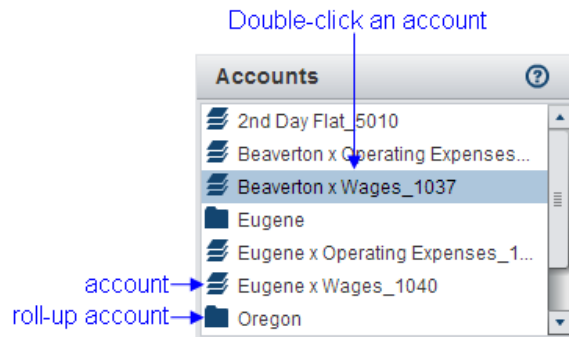 Double-click an account
Accounts ?
2nd Day Flat_5010
Beaverton x Operating Expenses...
Beaverton x Wages_1037
Eugene
Eugene x Operating Expenses_1...
account Eugene x Wages_1040
roll-up account Oregon